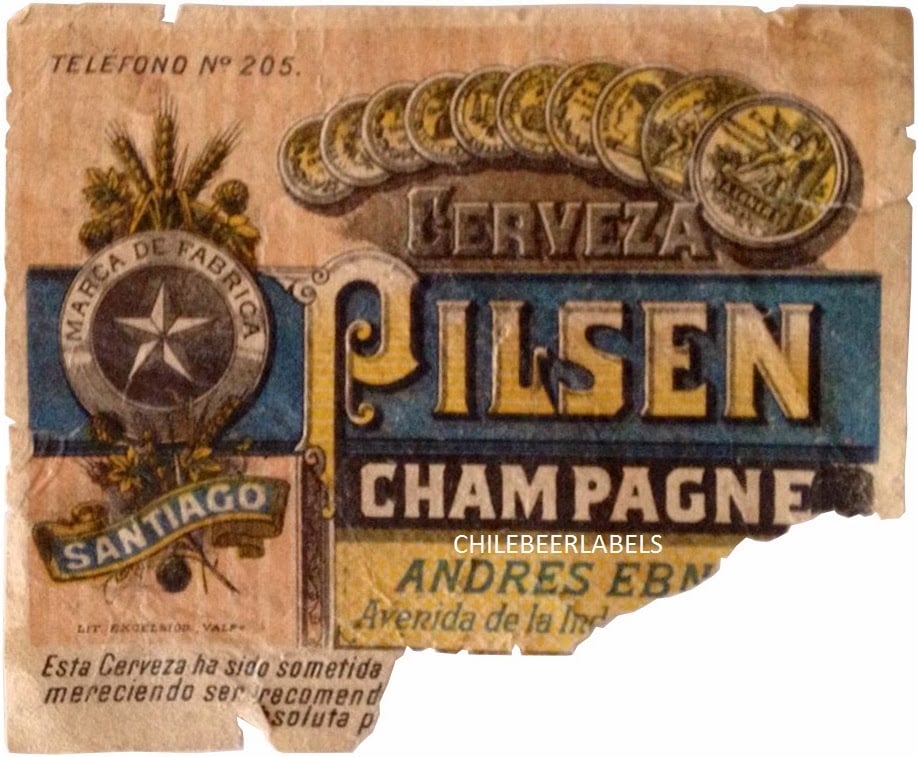 TELÉFONO Nº 205.
CERVEZA
MARCA DE FABRICA
PILSEN
CHAMPAGNE
SANTIAGO
CHILEBEERLABELS
ANDRES EBN
Avenida de la Ind
LIT. EXCELSIOR, VALPº
Esta Cerveza ha sido sometida
mereciendo ser recomend
soluta p